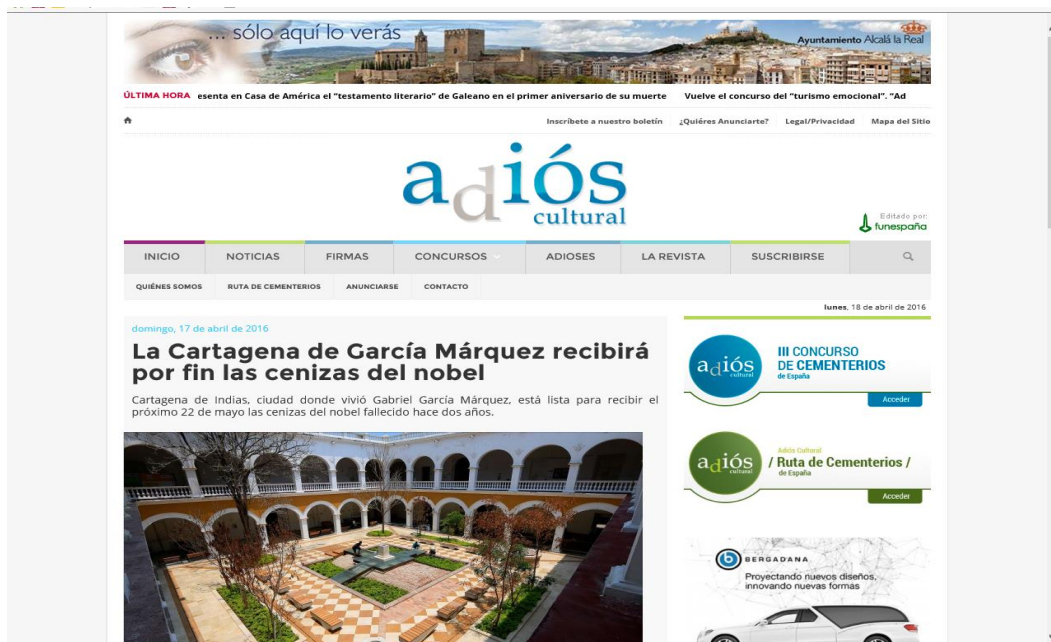 ... sólo aquí lo verás
Ayuntamiento Alcalá la Real
ÚLTIMA HORA esenta en Casa de América el "testamento literario" de Galeano en el primer aniversario de su muerte Vuelve el concurso del "turismo emocional". "Ad
Inscríbete a nuestro boletín ¿Quiéres Anunciarte? Legal/Privacidad Mapa del Sitio
adiós
cultural
Editado por:
funespaña
INICIO NOTICIAS FIRMAS CONCURSOS ADIOSES LA REVISTA SUSCRIBIRSE
QUIÉNES SOMOS RUTA DE CEMENTERIOS ANUNCIARSE CONTACTO
lunes, 18 de abril de 2016
domingo, 17 de abril de 2016
La Cartagena de García Márquez recibirá
por fin las cenizas del nobel
Cartagena de Indias, ciudad donde vivió Gabriel García Márquez, está lista para recibir el
próximo 22 de mayo las cenizas del nobel fallecido hace dos años.
adiós
cultural
III CONCURSO
DE CEMENTERIOS
de España
Acceder
adiós
cultural
Adiós Cultural
/ Ruta de Cementerios /
de España
Acceder
BERGADANA
Proyectando nuevos diseños,
innovando nuevas formas